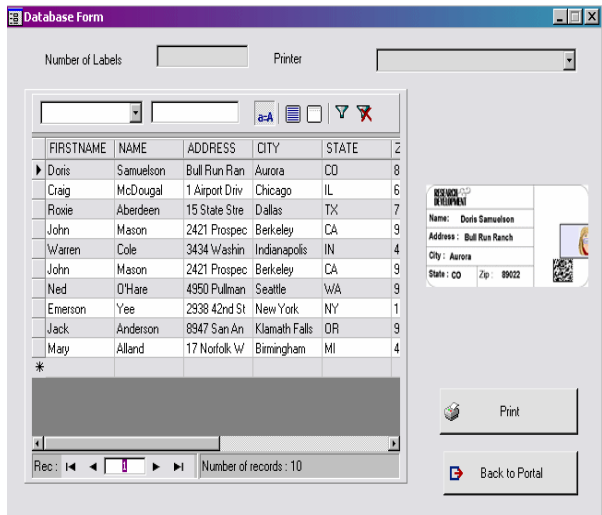 Database Form
Number of Labels Printer
a=A
FIRSTNAME NAME ADDRESS CITY STATE Z
Doris Samuelson Bull Run Ran Aurora CO 8
Craig McDougal 1 Airport Driv Chicago IL 6
Roxie Aberdeen 15 State Stre Dallas TX 7
John Mason 2421 Prospec Berkeley CA 9
Warren Cole 3434 Washin Indianapolis IN 4
John Mason 2421 Prospec Berkeley CA 9
Ned O'Hare 4950 Pullman Seattle WA 9
Emerson Yee 2938 42nd St New York NY 1
Jack Anderson 8947 San An Klamath Falls OR 9
Mary Alland 17 Norfolk W Birmingham MI 4
RESEARCH
DEVELOPMENT
Name: Doris Samuelson
Address : Bull Run Ranch
City : Aurora
State : CO Zip : 89022
Print
Rec : 1 Number of records : 10
Back to Portal